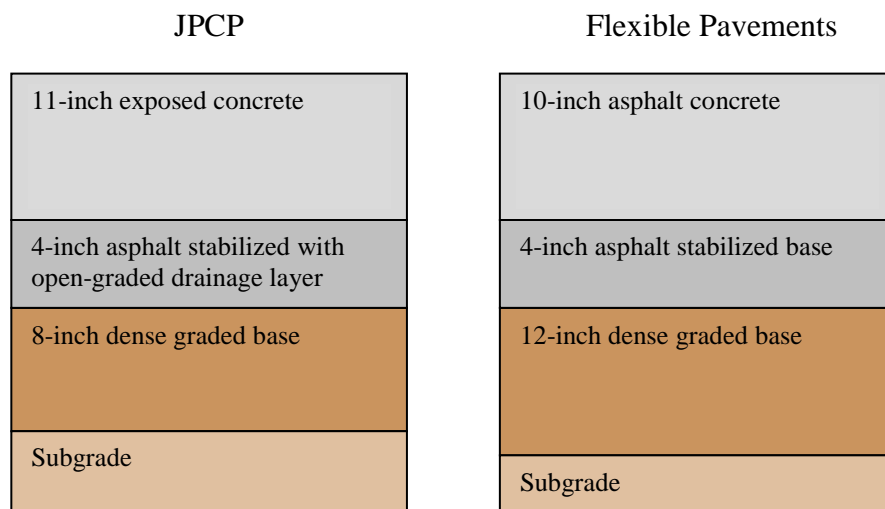 JPCP
11-inch exposed concrete
4-inch asphalt stabilized with
open-graded drainage layer
8-inch dense graded base
Subgrade
Flexible Pavements
10-inch asphalt concrete
4-inch asphalt stabilized base
12-inch dense graded base
Subgrade